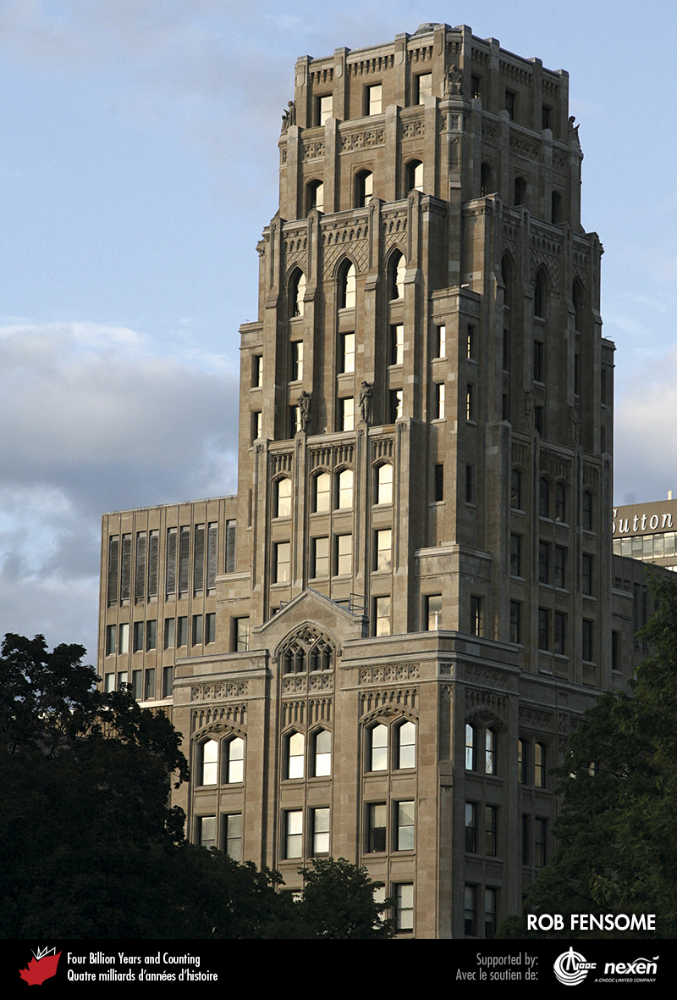 Sutton
ROB FENSOME
Four Billion Years and Counting
Quatre milliards d'années d'histoire
Supported by:
Avec le soutien de:
CNOOC
nexen
A CNOOC LIMITED COMPANY